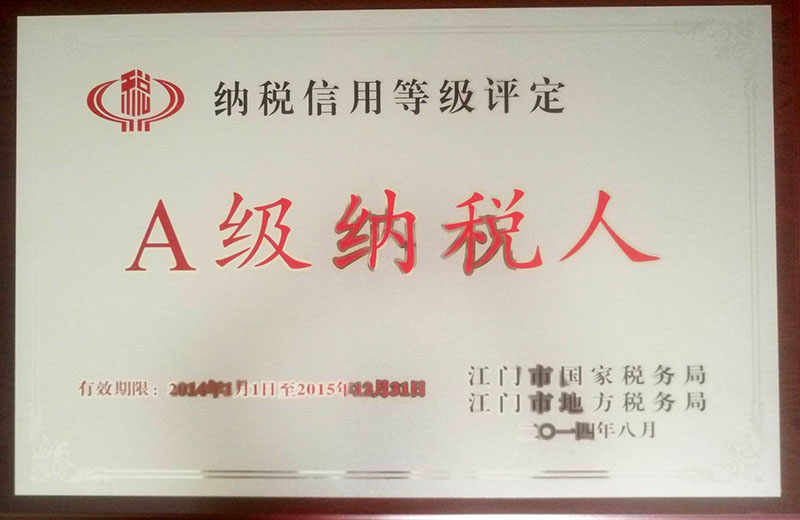 税
纳税信用等级评定
A级纳税人
有效期限：2014年1月1日至2015年12月31日
江门市国家税务局
江门市地方税务局
二〇一四年八月